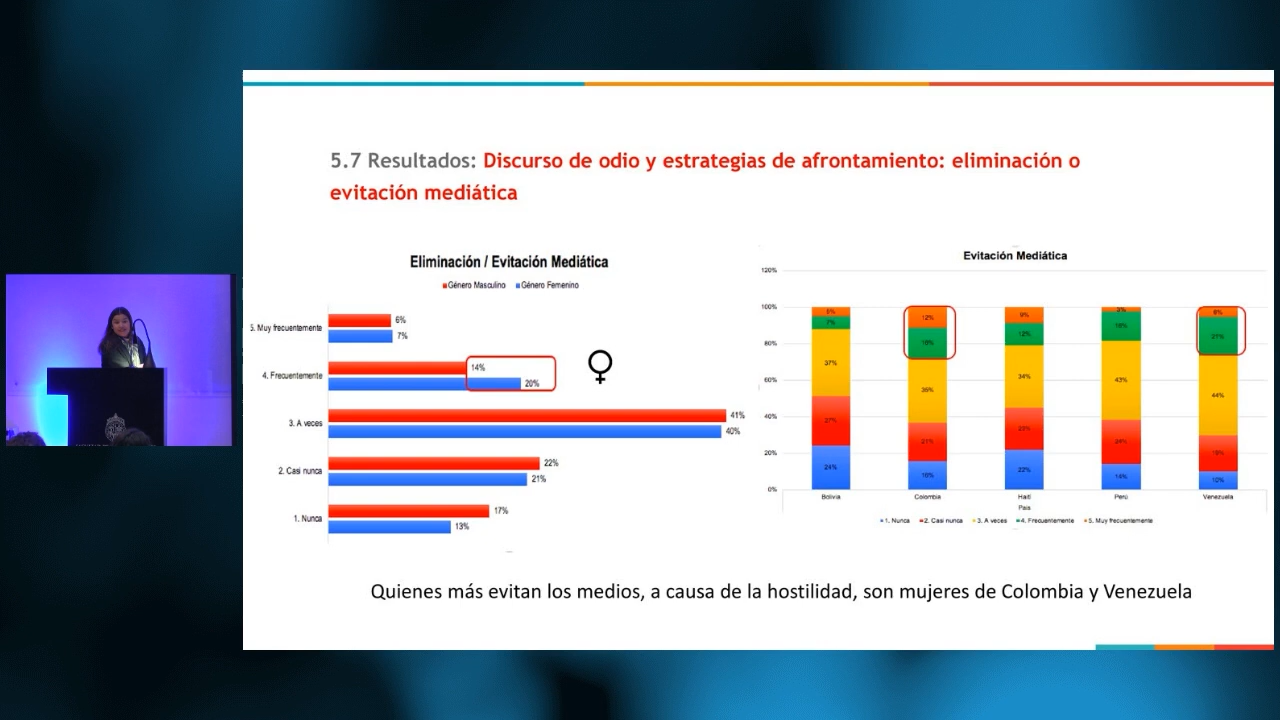 5.7 Resultados: Discurso de odio y estrategias de afrontamiento: eliminación o
evitación mediática
Eliminación / Evitación Mediática
Género Masculino Género Femenino
5. Muy frecuentemente
6%
7%
4. Frecuentemente
14%
20%
3. A veces
41%
40%
2. Casi nunca
22%
21%
1. Nunca
17%
13%
Evitación Mediática
120%
100%
80%
60%
40%
20%
0%
5% 12% 9% 3% 6%
7% 12% 16% 21%
37% 35% 34% 43% 44%
27% 21% 23% 24% 19%
24% 16% 22% 14% 10%
Bolivia Colombia Haití Perú Venezuela
País
1. Nunca 2. Casi nunca 3. A veces 4. Frecuentemente 5. Muy frecuentemente
Quienes más evitan los medios, a causa de la hostilidad, son mujeres de Colombia y Venezuela